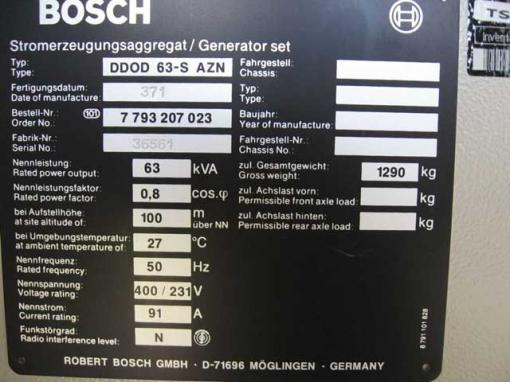 BOSCH
Stromerzeugungsaggregat / Generator set
Typ: DDOD 63-S AZN
Type:
Fertigungsdatum: 371
Date of manufacture:
Bestell-Nr.: 101 7 793 207 023
Order No.:
Fabrik-Nr.: 36561
Serial No.:
Nennleistung: 63 kVA
Rated power output:
Nennleistungsfaktor: 0,8 cos.φ
Rated power factor:
bei Aufstellhöhe: 100 m
at site altitude of: über NN
bei Umgebungstemperatur: 27 °C
at ambient temperature of:
Nennfrequenz: 50 Hz
Rated frequency:
Nennspannung: 400 / 231 V
Voltage rating:
Nennstrom: 91 A
Current rating:
Funkstörgrad: N
Radio interference level:
Fahrgestell:
Chassis:
Typ:
Type:
Baujahr:
Year of manufacture:
Fahrgestell-Nr.:
Chassis No.:
zul. Gesamtgewicht: 1290 kg
Gross weight:
zul. Achslast vorn: kg
Permissible front axle load:
zul. Achslast hinten: kg
Permissible rear axle load:
8 791 101 828
ROBERT BOSCH GMBH · D-71696 MÖGLINGEN · GERMANY
TS